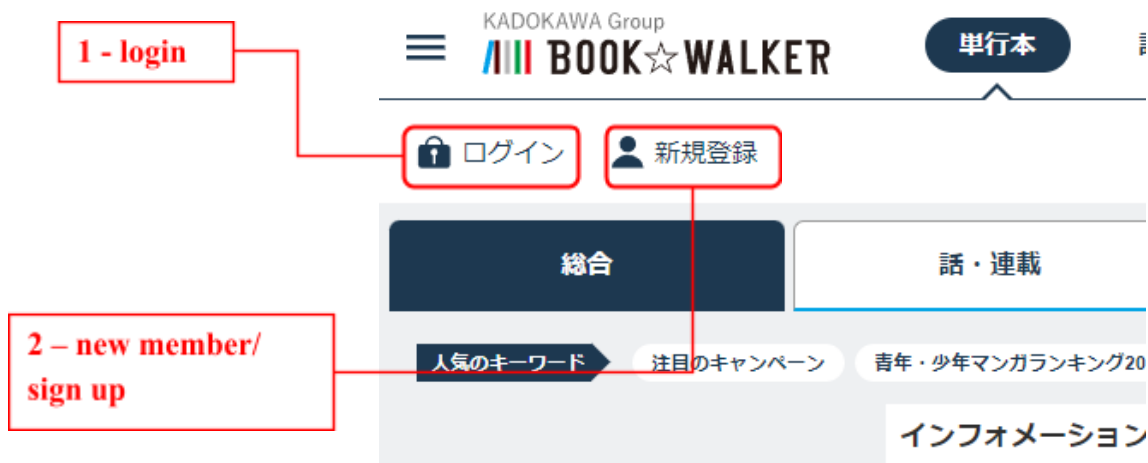 1 - login
KADOKAWA Group
BOOK☆WALKER
単行本
ログイン
新規登録
総合
話・連載
2 – new member/
sign up
人気のキーワード
注目のキャンペーン
青年・少年マンガランキング20
インフォメーション